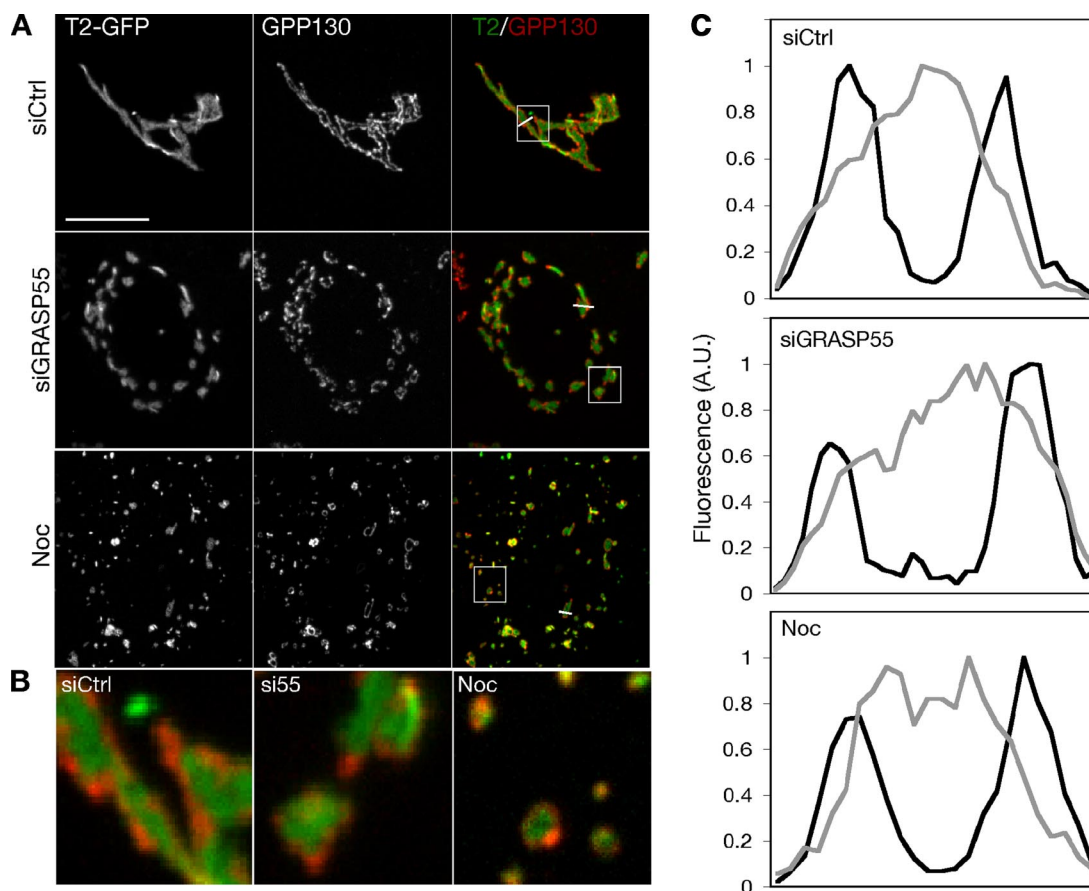 A
T2-GFP
GPP130
T2/GPP130
siCtrl
siGRASP55
Noc
B
siCtrl
si55
Noc
C
siCtrl
1
0.8
0.6
0.4
0.2
0
siGRASP55
1
0.8
0.6
0.4
0.2
0
Fluorescence (A.U.)
Noc
1
0.8
0.6
0.4
0.2
0